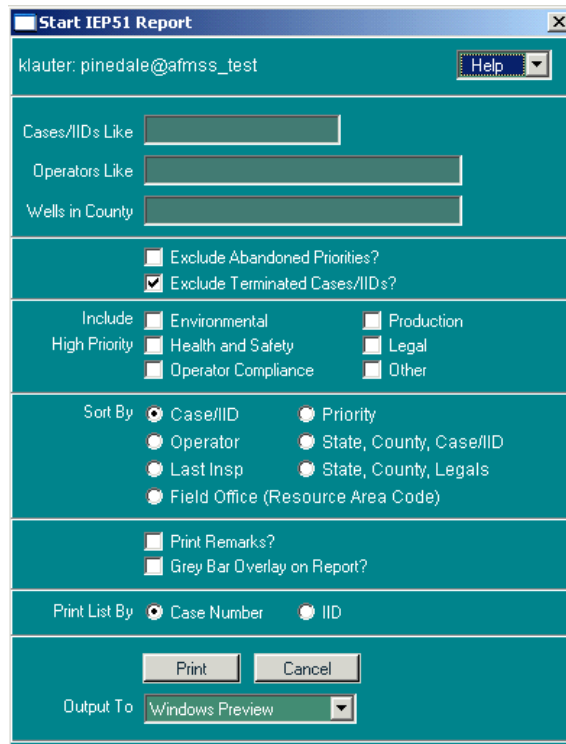 Start IEP51 Report
klauter: pinedale@afmss_test
Help
Cases/IIDs Like
Operators Like
Wells in County
Exclude Abandoned Priorities?
Exclude Terminated Cases/IIDs?
Include
High Priority
Environmental
Production
Health and Safety
Legal
Operator Compliance
Other
Sort By
Case/IID
Priority
Operator
State, County, Case/IID
Last Insp
State, County, Legals
Field Office (Resource Area Code)
Print Remarks?
Grey Bar Overlay on Report?
Print List By
Case Number
IID
Print
Cancel
Output To
Windows Preview